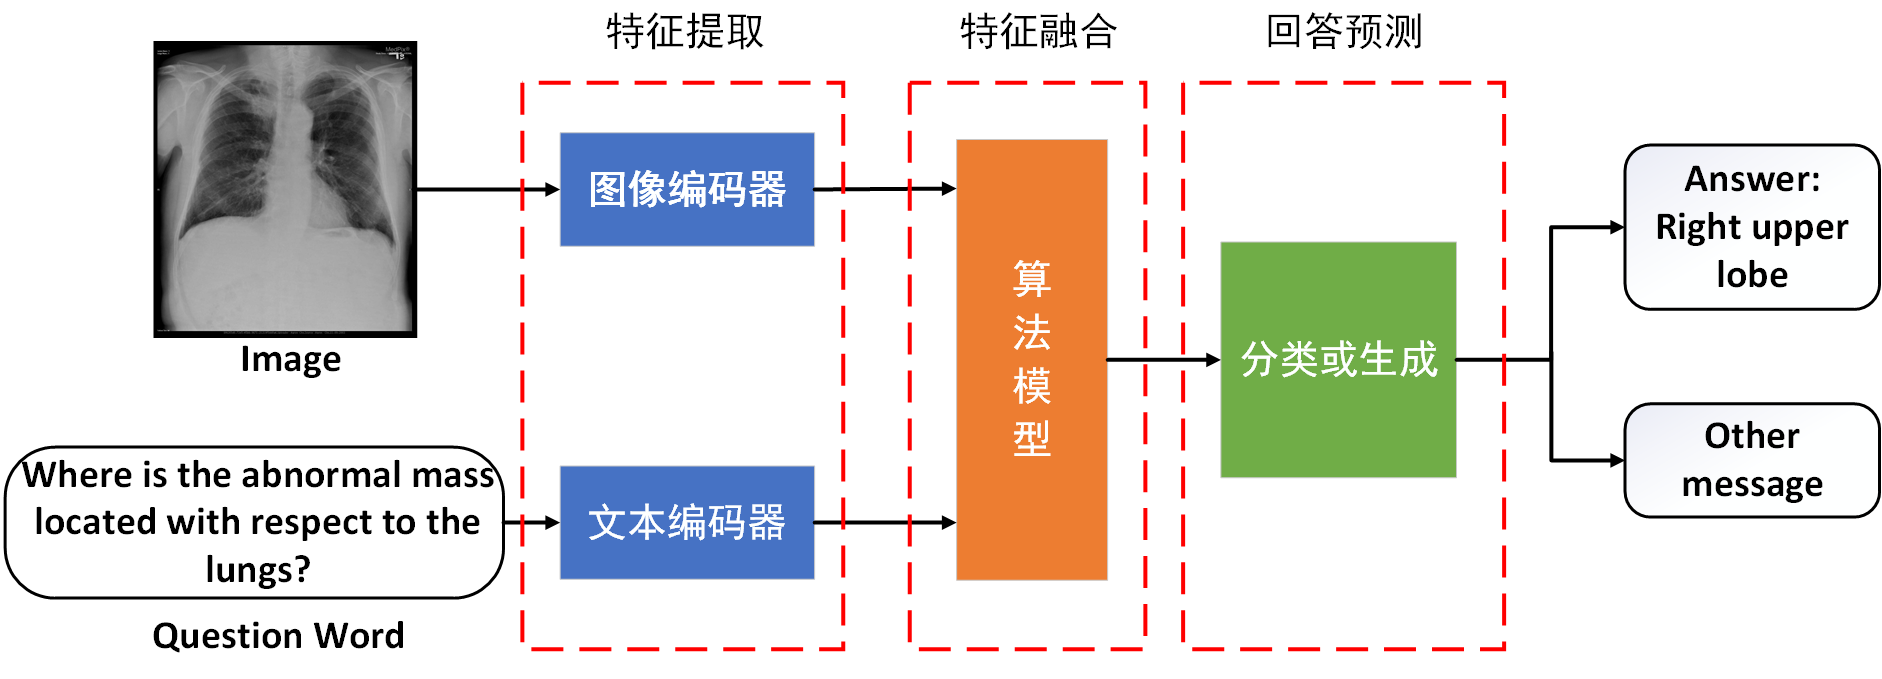 特征提取
特征融合
回答预测
MedPix®
图像编码器
Answer:
Right upper
lobe
算
法
模
型
分类或生成
Image
Where is the abnormal mass
located with respect to the
lungs?
文本编码器
Other
message
Question Word